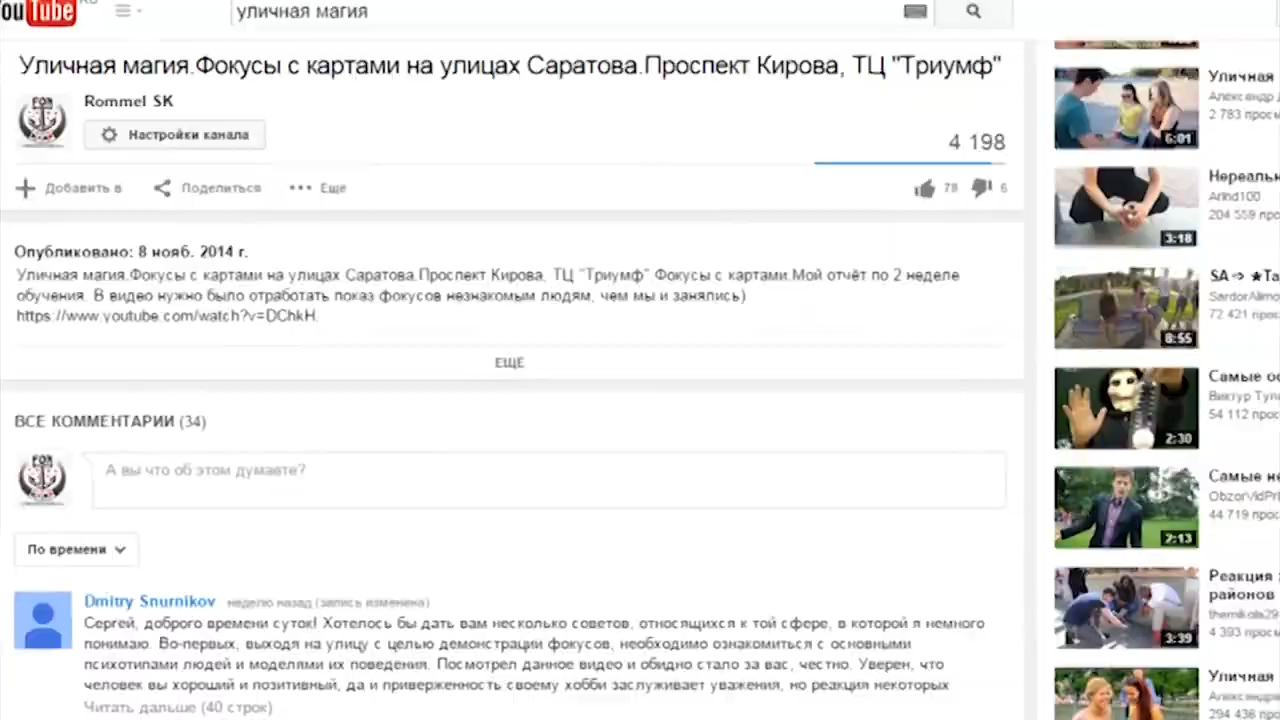 You Tube
уличная магия
Уличная магия.Фокусы с картами на улицах Саратова.Проспект Кирова, ТЦ "Триумф"
Rommel SK
Настройки канала
4 198
Добавить в
Поделиться
Еще
78
6
Опубликовано: 8 нояб. 2014 г.
Уличная магия.Фокусы с картами на улицах Саратова.Проспект Кирова, ТЦ "Триумф" Фокусы с картами.Мой отчёт по 2 неделе
обучения. В видео нужно было отработать показ фокусов незнакомым людям, чем мы и занялись)
https://www.youtube.com/watch?v=DChkH.
ЕЩЁ
ВСЕ КОММЕНТАРИИ (34)
А вы что об этом думаете?
По времени
Dmitry Snurnikov неделю назад (запись изменена)
Сергей, доброго времени суток! Хотелось бы дать вам несколько советов, относящихся к той сфере, в которой я немного
понимаю. Во-первых, выходя на улицу с целью демонстрации фокусов, необходимо ознакомиться с основными
психотипами людей и моделями их поведения. Посмотрел данное видео и обидно стало за вас, честно. Уверен, что
человек вы хороший и позитивный, да и приверженность своему хобби заслуживает уважения, но реакция некоторых
Читать дальше (40 строк)
Уличная
Александр
2 783
6:01
Нереальн
Arind100
204 559
3:18
SA
8:55
72 421
Самые
Виктур
54 112
2:30
Самые не
44 719
2:13
Реакция
районов
4 393
3:39
Уличная
294 436